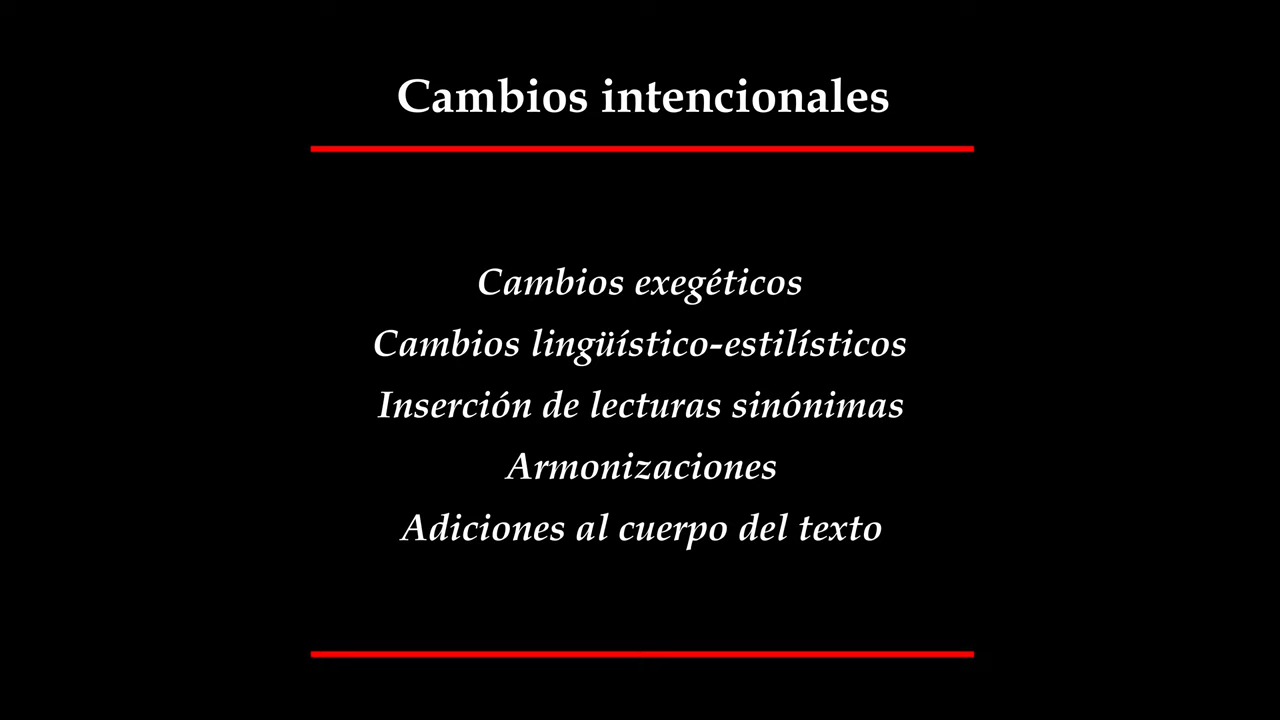 Cambios intencionales
Cambios exegéticos
Cambios lingüístico-estilísticos
Inserción de lecturas sinónimas
Armonizaciones
Adiciones al cuerpo del texto